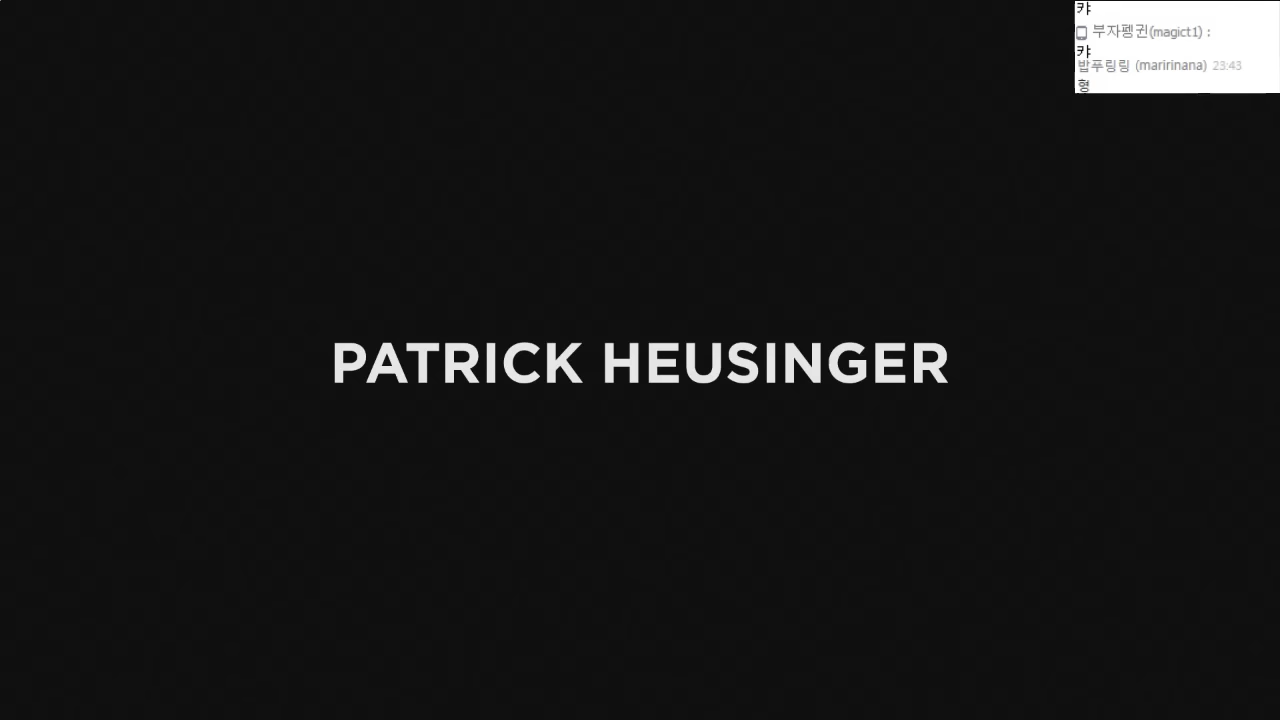 캬
부자펭귄(magict1) :
캬
밥푸링링 (maririnana) 23:43
형
PATRICK HEUSINGER